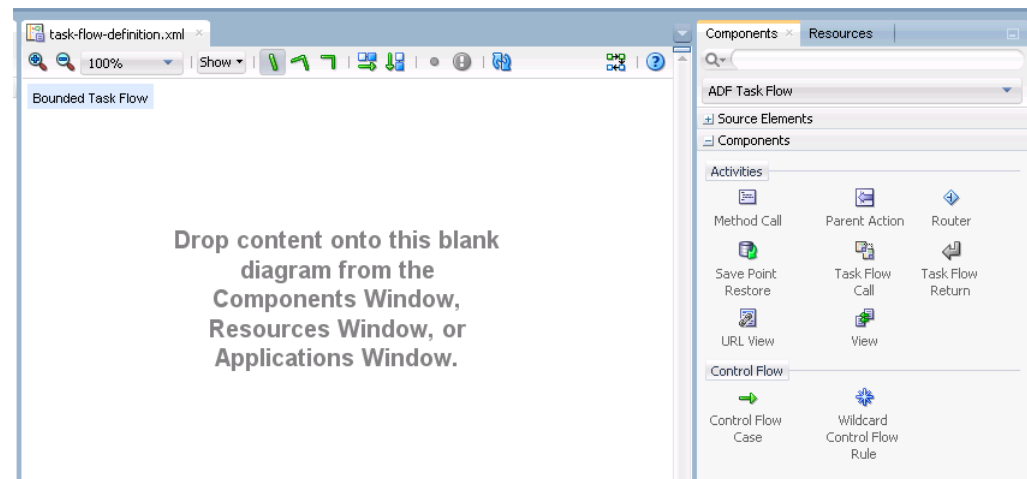 task-flow-definition.xml
Components
Resources
100%
Show
Bounded Task Flow
ADF Task Flow
Source Elements
Components
Activities
Method Call
Parent Action
Router
Save Point
Restore
Task Flow
Call
Task Flow
Return
URL View
View
Control Flow
Control Flow
Case
Wildcard
Control Flow
Rule
Drop content onto this blank
diagram from the
Components Window,
Resources Window, or
Applications Window.